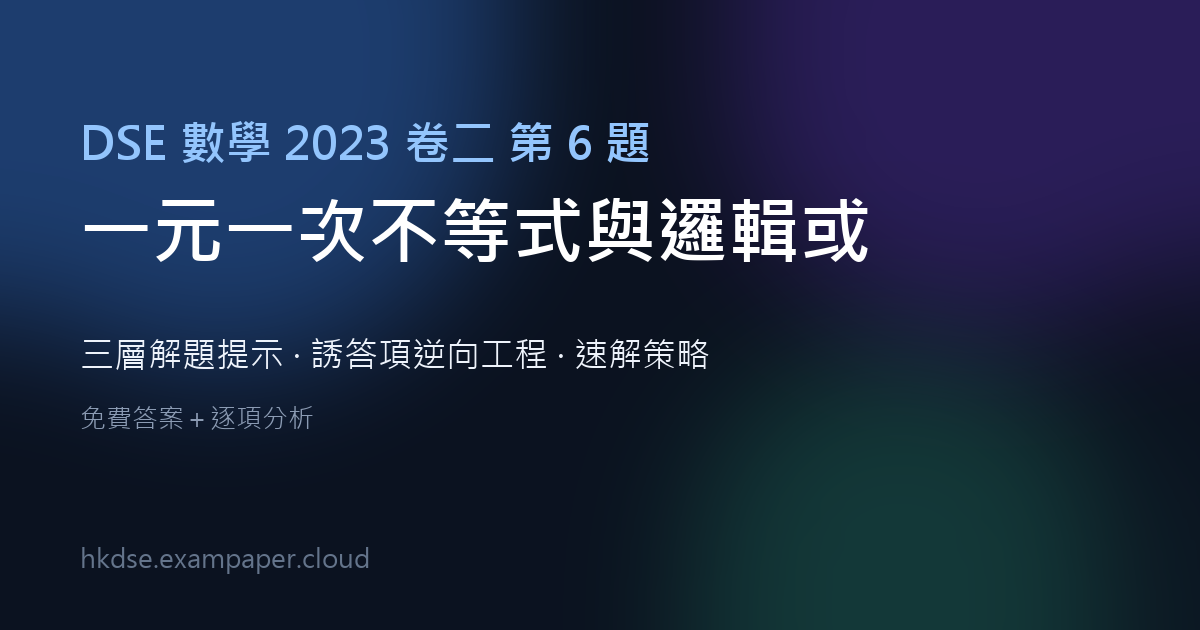 DSE 數學 2023 卷二 第 6 題
一元一次不等式與邏輯或
三層解題提示 · 誘答項逆向工程 · 速解策略
免費答案 + 逐項分析
hkdse.exampaper.cloud